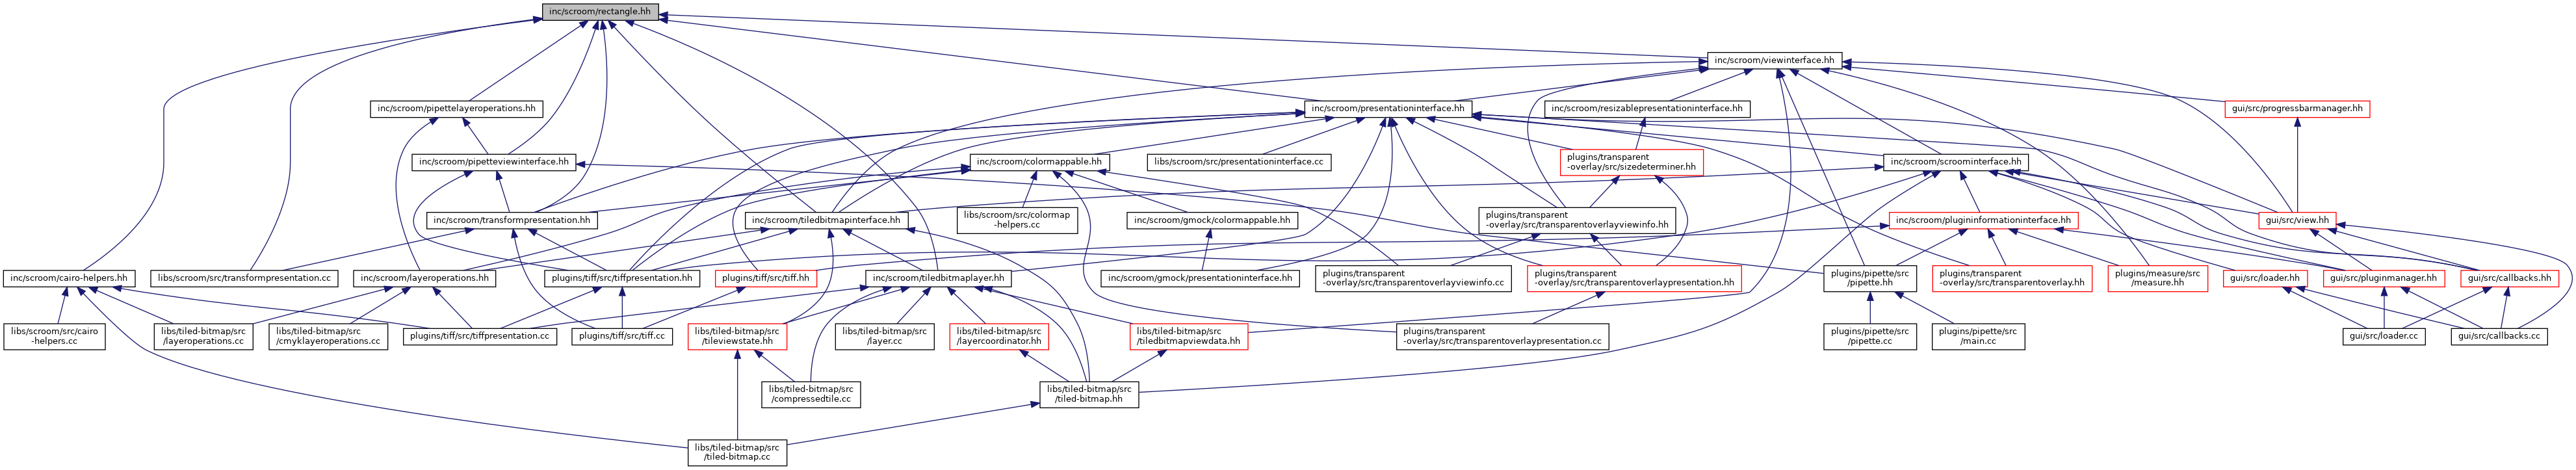 inc/scroom/rectangle.hh
inc/scroom/viewinterface.hh
inc/scroom/pipettelayeroperations.hh
inc/scroom/presentationinterface.hh
inc/scroom/resizablepresentationinterface.hh
gui/src/progressbarmanager.hh
inc/scroom/pipetteviewinterface.hh
inc/scroom/colormappable.hh
libs/scroom/src/presentationinterface.cc
plugins/transparent
-overlay/src/sizedeterminer.hh
inc/scroom/scroominterface.hh
inc/scroom/transformpresentation.hh
inc/scroom/tiledbitmapinterface.hh
libs/scroom/src/colormap
-helpers.cc
inc/scroom/gmock/colormappable.hh
plugins/transparent
-overlay/src/transparentoverlayviewinfo.hh
inc/scroom/plugininformationinterface.hh
gui/src/view.hh
inc/scroom/cairo-helpers.hh
libs/scroom/src/transformpresentation.cc
inc/scroom/layeroperations.hh
plugins/tiff/src/tiffpresentation.hh
plugins/tiff/src/tiff.hh
inc/scroom/tiledbitmaplayer.hh
inc/scroom/gmock/presentationinterface.hh
plugins/transparent
-overlay/src/transparentoverlayviewinfo.cc
plugins/transparent
-overlay/src/transparentoverlaypresentation.hh
plugins/pipette/src
/pipette.hh
plugins/transparent
-overlay/src/transparentoverlay.hh
plugins/measure/src
/measure.hh
gui/src/loader.hh
gui/src/pluginmanager.hh
gui/src/callbacks.hh
libs/scroom/src/cairo
-helpers.cc
libs/tiled-bitmap/src
/layeroperations.cc
libs/tiled-bitmap/src
/cmyklayeroperations.cc
plugins/tiff/src/tiffpresentation.cc
plugins/tiff/src/tiff.cc
libs/tiled-bitmap/src
/tileviewstate.hh
libs/tiled-bitmap/src
/layer.cc
libs/tiled-bitmap/src
/layercoordinator.hh
libs/tiled-bitmap/src
/tiledbitmapviewdata.hh
plugins/transparent
-overlay/src/transparentoverlaypresentation.cc
plugins/pipette/src
/pipette.cc
plugins/pipette/src
/main.cc
gui/src/loader.cc
gui/src/callbacks.cc
libs/tiled-bitmap/src
/compressedtile.cc
libs/tiled-bitmap/src
/tiled-bitmap.hh
libs/tiled-bitmap/src
/tiled-bitmap.cc